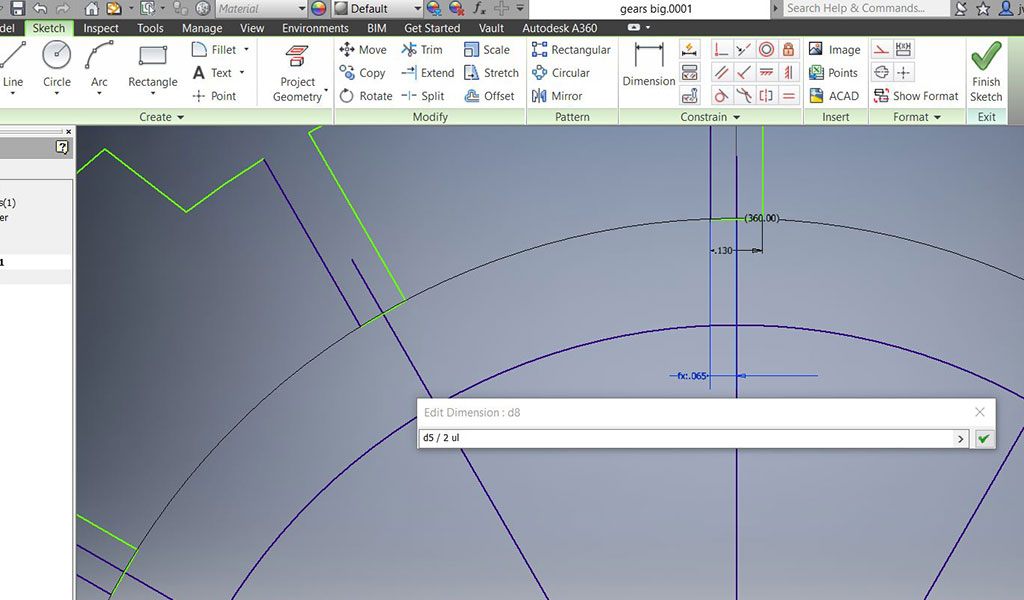 Material Default fx gears big.0001 Search Help & Commands...
del Sketch Inspect Tools Manage View Environments BIM Get Started Vault Autodesk A360
Line Circle Arc Rectangle
Fillet
Text
Point
Project
Geometry
Move Trim Scale
Copy Extend Stretch
Rotate Split Offset
Rectangular
Circular
Mirror
Dimension
Image
Points
ACAD
Show Format
Finish
Sketch
Create Modify Pattern Constrain Insert Format Exit
s(1)
er
1
(360.00)
.130
fx:.065
Edit Dimension : d8
d5 / 2 ul